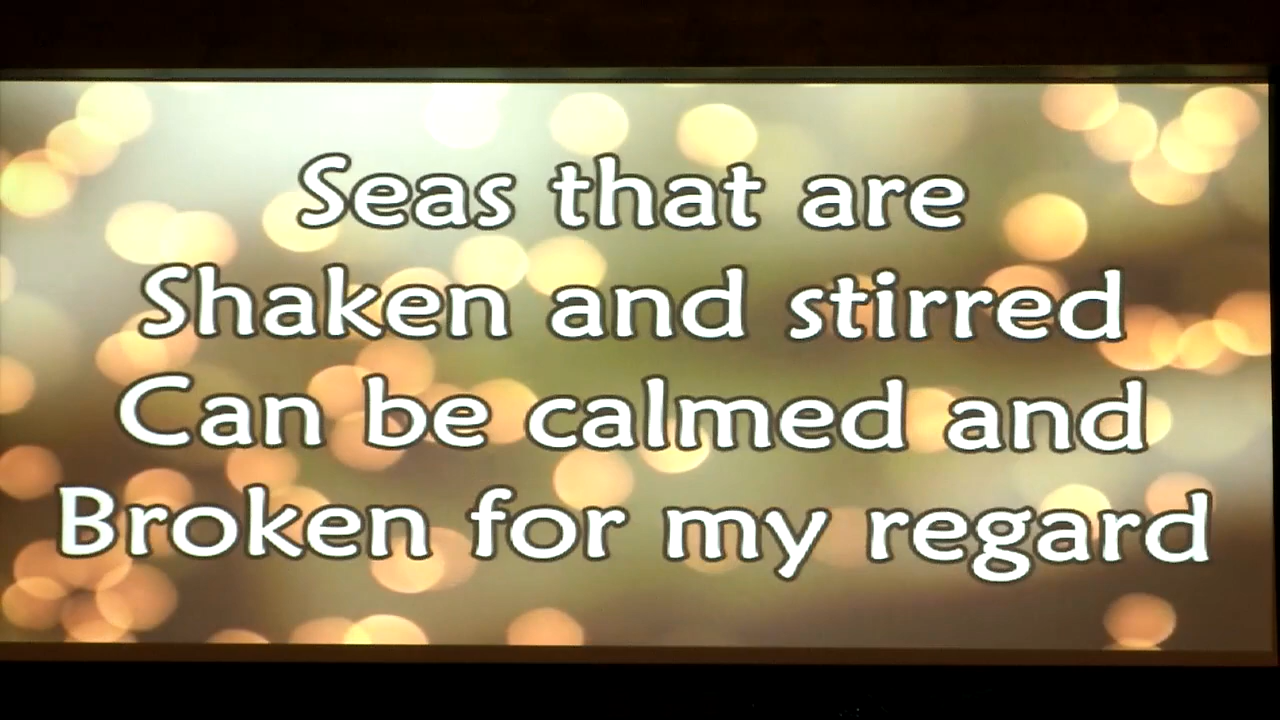 Seas that are
Shaken and stirred
Can be calmed and
Broken for my regard